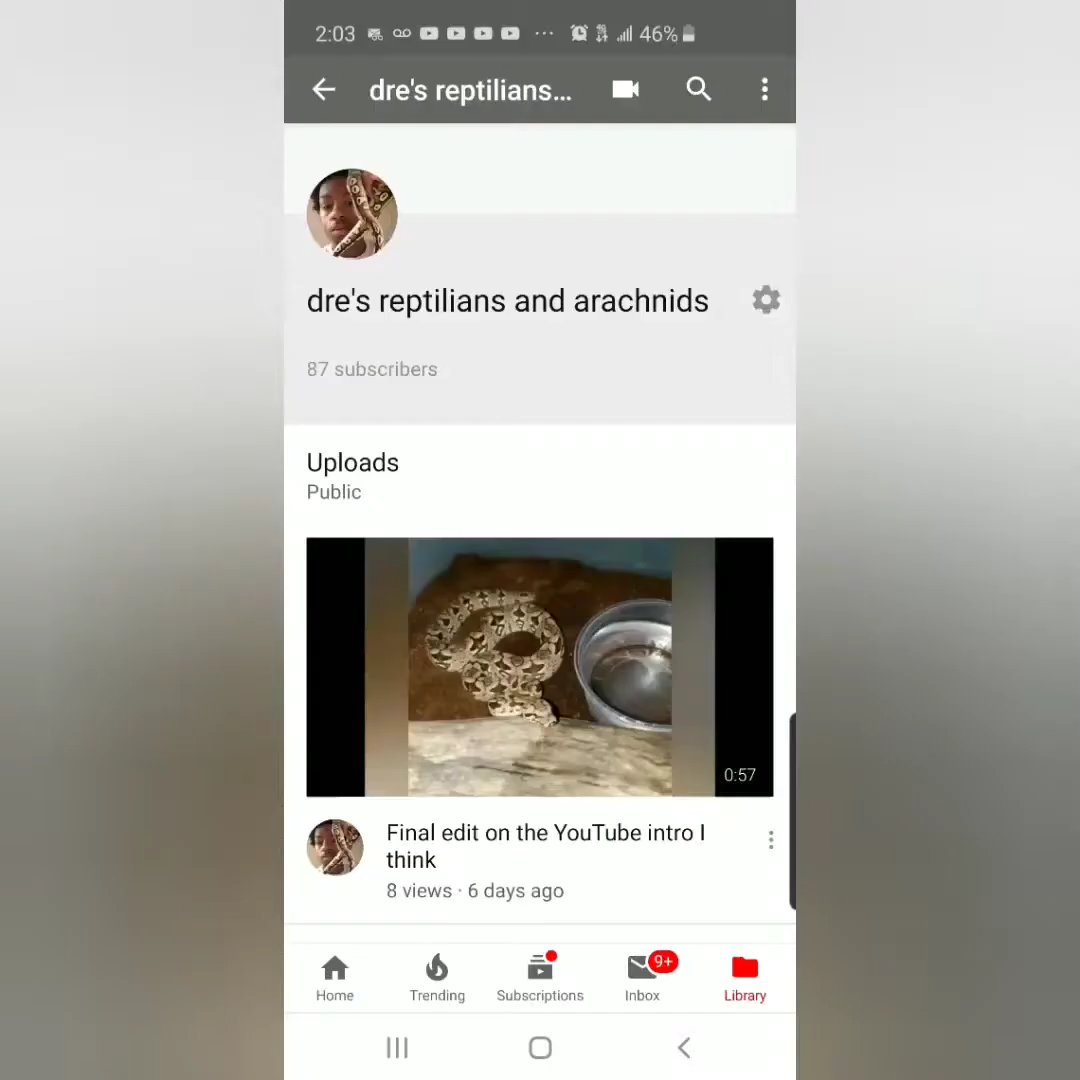 2:03 46%
dre's reptilians...
dre's reptilians and arachnids
87 subscribers
Uploads
Public
0:57
Final edit on the YouTube intro I
think
8 views · 6 days ago
9+
Home Trending Subscriptions Inbox Library